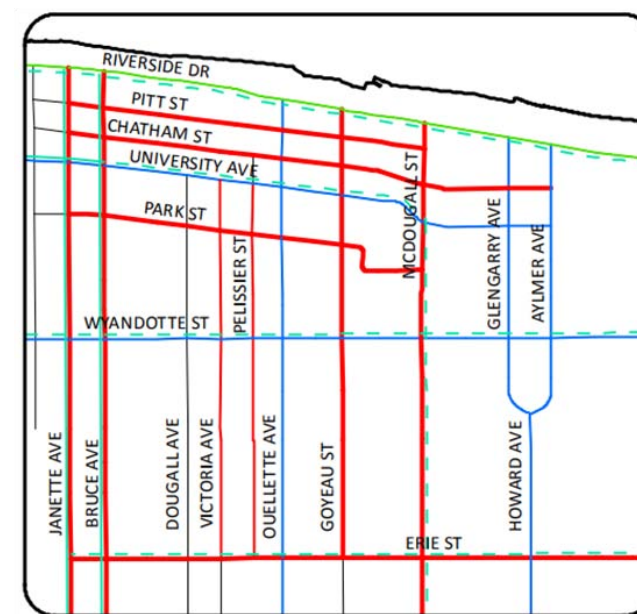 RIVERSIDE DR
PITT ST
CHATHAM ST
UNIVERSITY AVE
PARK ST
PELISSIER ST
MCDOUGALL ST
GLENGARRY AVE
AYLMER AVE
WYANDOTTE ST
JANETTE AVE
BRUCE AVE
DOUGALL AVE
VICTORIA AVE
OUELLETTE AVE
GOYEAU ST
HOWARD AVE
ERIE ST